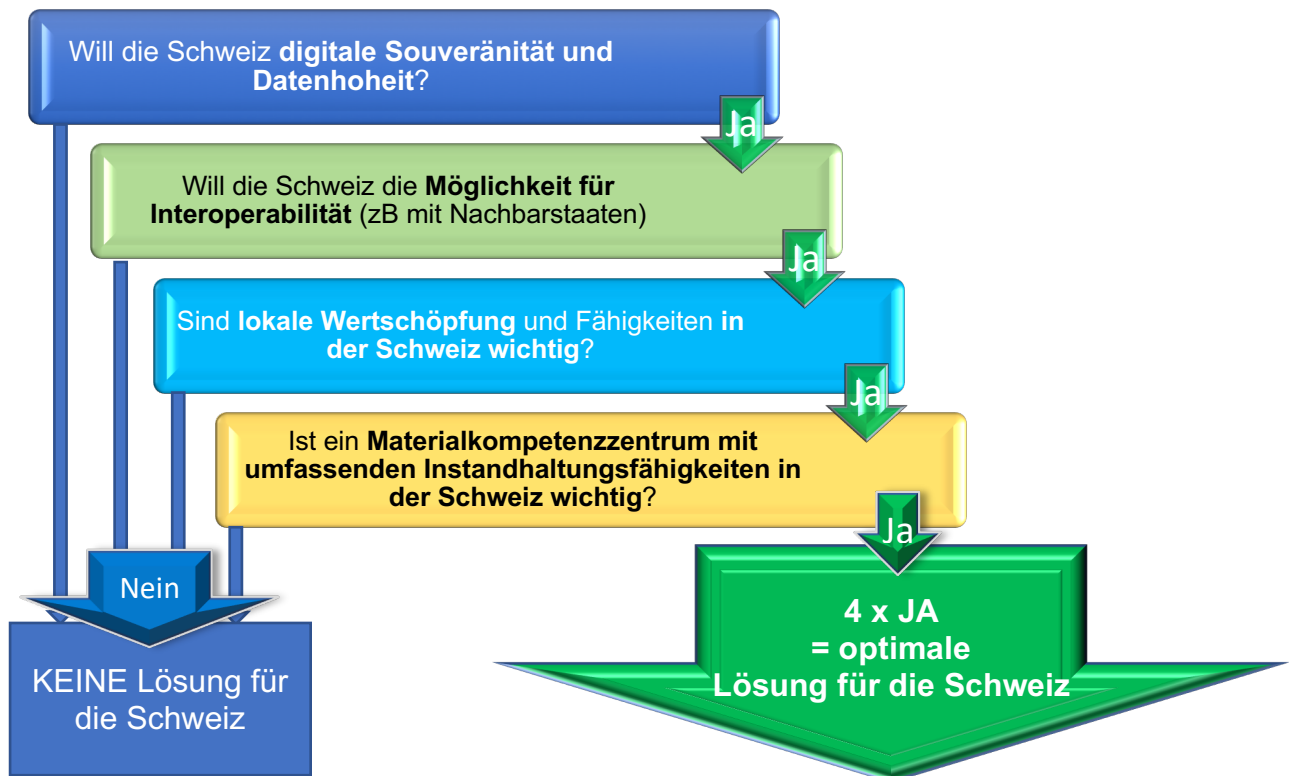 Will die Schweiz digitale Souveränität und
Datenhoheit?
Ja
Will die Schweiz die Möglichkeit für
Interoperabilität (zB mit Nachbarstaaten)
Ja
Sind lokale Wertschöpfung und Fähigkeiten in
der Schweiz wichtig?
Ja
Ist ein Materialkompetenzzentrum mit
umfassenden Instandhaltungsfähigkeiten in
der Schweiz wichtig?
Ja
Nein
KEINE Lösung für
die Schweiz
4 x JA
= optimale
Lösung für die Schweiz